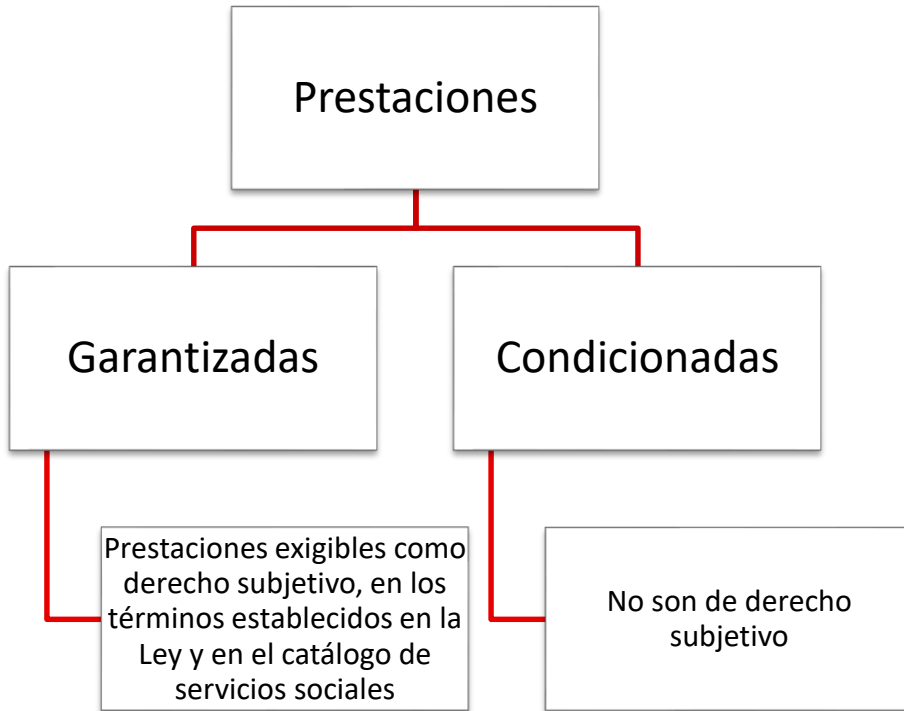 Prestaciones
Garantizadas
Condicionadas
Prestaciones exigibles como
derecho subjetivo, en los
términos establecidos en la
Ley y en el catálogo de
servicios sociales
No son de derecho
subjetivo